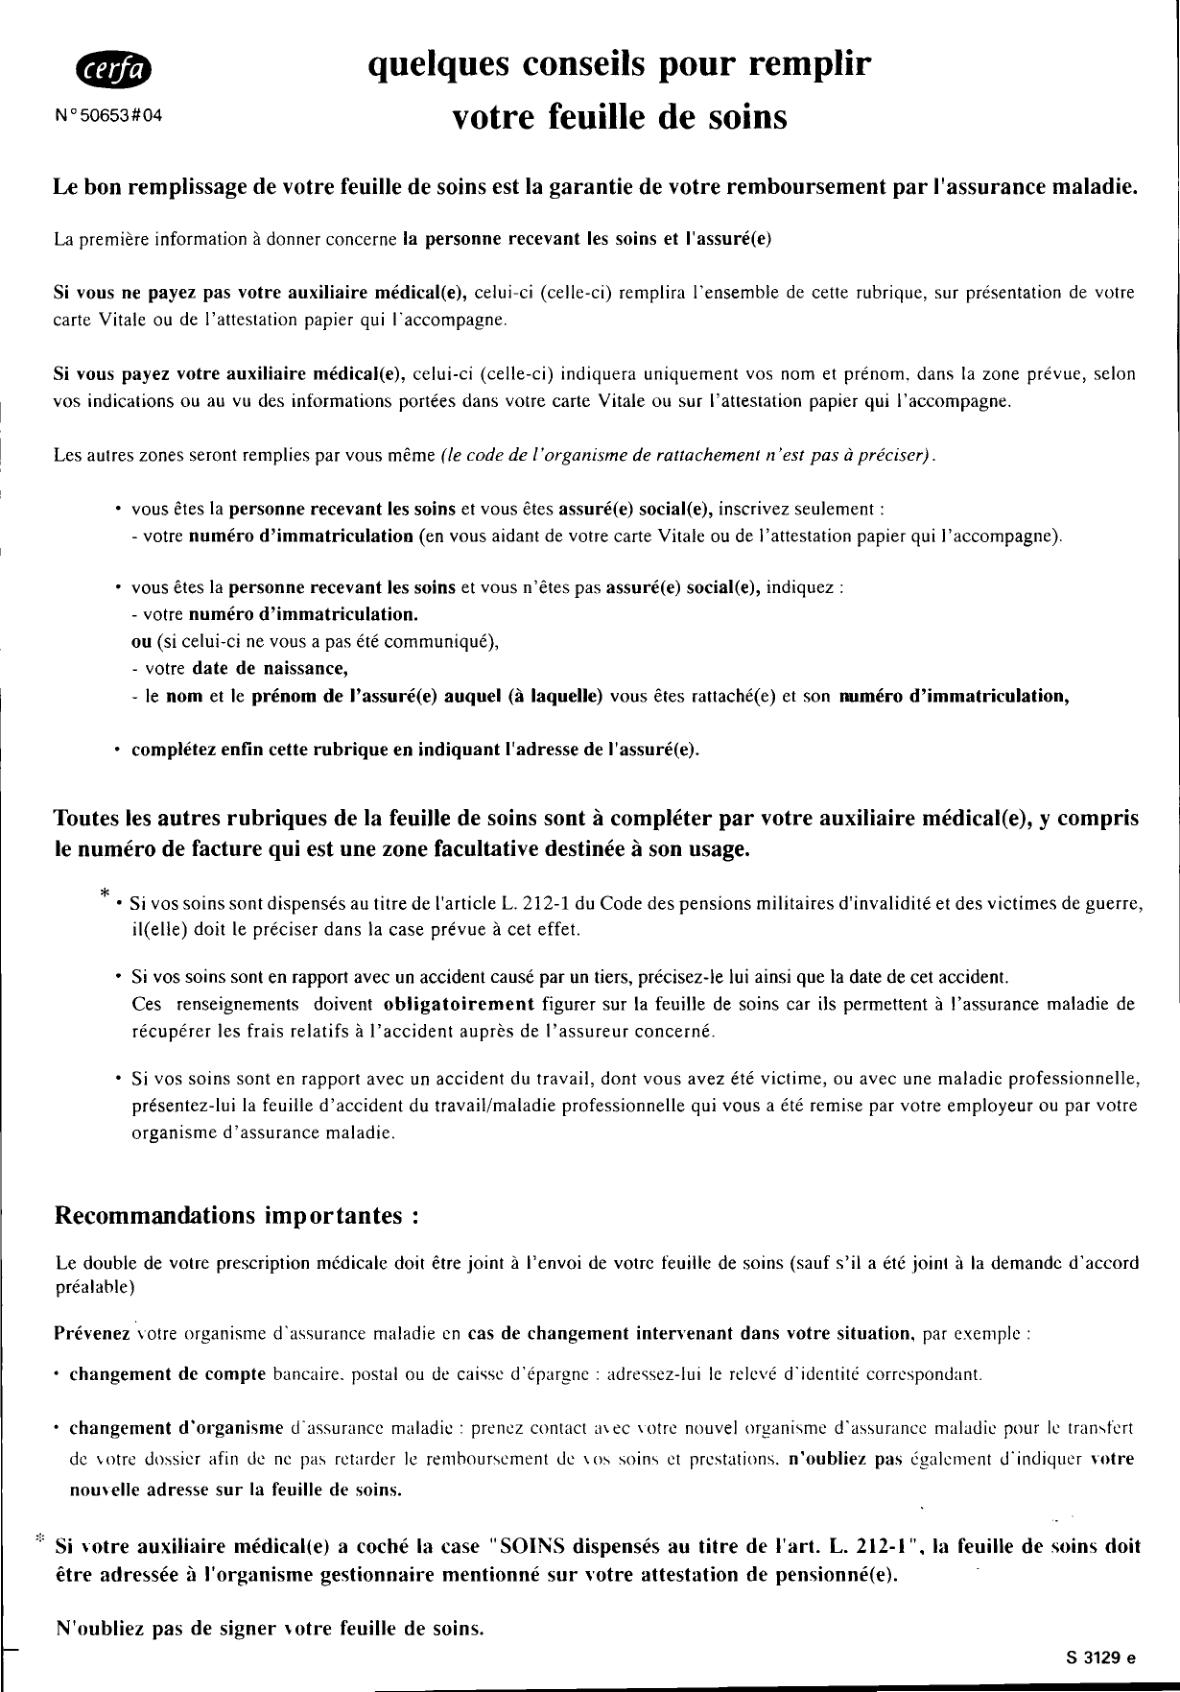 cerfa
N° 50653#04
quelques conseils pour remplir
votre feuille de soins
Le bon remplissage de votre feuille de soins est la garantie de votre remboursement par l'assurance maladie.
La première information à donner concerne la personne recevant les soins et l'assuré(e)
Si vous ne payez pas votre auxiliaire médical(e), celui-ci (celle-ci) remplira l'ensemble de cette rubrique, sur présentation de votre
carte Vitale ou de l'attestation papier qui l'accompagne.
Si vous payez votre auxiliaire médical(e), celui-ci (celle-ci) indiquera uniquement vos nom et prénom, dans la zone prévue, selon
vos indications ou au vu des informations portées dans votre carte Vitale ou sur l'attestation papier qui l'accompagne.
Les autres zones seront remplies par vous même (le code de l'organisme de rattachement n'est pas à préciser).
• vous êtes la personne recevant les soins et vous êtes assuré(e) social(e), inscrivez seulement :
- votre numéro d'immatriculation (en vous aidant de votre carte Vitale ou de l'attestation papier qui l'accompagne).
• vous êtes la personne recevant les soins et vous n'êtes pas assuré(e) social(e), indiquez :
- votre numéro d'immatriculation.
ou (si celui-ci ne vous a pas été communiqué),
- votre date de naissance,
- le nom et le prénom de l'assuré(e) auquel (à laquelle) vous êtes rattaché(e) et son numéro d'immatriculation,
• complétez enfin cette rubrique en indiquant l'adresse de l'assuré(e).
Toutes les autres rubriques de la feuille de soins sont à compléter par votre auxiliaire médical(e), y compris
le numéro de facture qui est une zone facultative destinée à son usage.
* • Si vos soins sont dispensés au titre de l'article L. 212-1 du Code des pensions militaires d'invalidité et des victimes de guerre,
il(elle) doit le préciser dans la case prévue à cet effet.
• Si vos soins sont en rapport avec un accident causé par un tiers, précisez-le lui ainsi que la date de cet accident.
Ces renseignements doivent obligatoirement figurer sur la feuille de soins car ils permettent à l'assurance maladie de
récupérer les frais relatifs à l'accident auprès de l'assureur concerné.
• Si vos soins sont en rapport avec un accident du travail, dont vous avez été victime, ou avec une maladie professionnelle,
présentez-lui la feuille d'accident du travail/maladie professionnelle qui vous a été remise par votre employeur ou par votre
organisme d'assurance maladie.
Recommandations importantes :
Le double de votre prescription médicale doit être joint à l'envoi de votre feuille de soins (sauf s'il a été joint à la demande d'accord
préalable)
Prévenez votre organisme d'assurance maladie en cas de changement intervenant dans votre situation, par exemple :
• changement de compte bancaire, postal ou de caisse d'épargne : adressez-lui le relevé d'identité correspondant.
• changement d'organisme d'assurance maladie : prenez contact avec votre nouvel organisme d'assurance maladie pour le transfert
de votre dossier afin de ne pas retarder le remboursement de vos soins et prestations. n'oubliez pas également d'indiquer votre
nouvelle adresse sur la feuille de soins.
* Si votre auxiliaire médical(e) a coché la case "SOINS dispensés au titre de l'art. L. 212-1", la feuille de soins doit
être adressée à l'organisme gestionnaire mentionné sur votre attestation de pensionné(e).
N'oubliez pas de signer votre feuille de soins.
S 3129 e